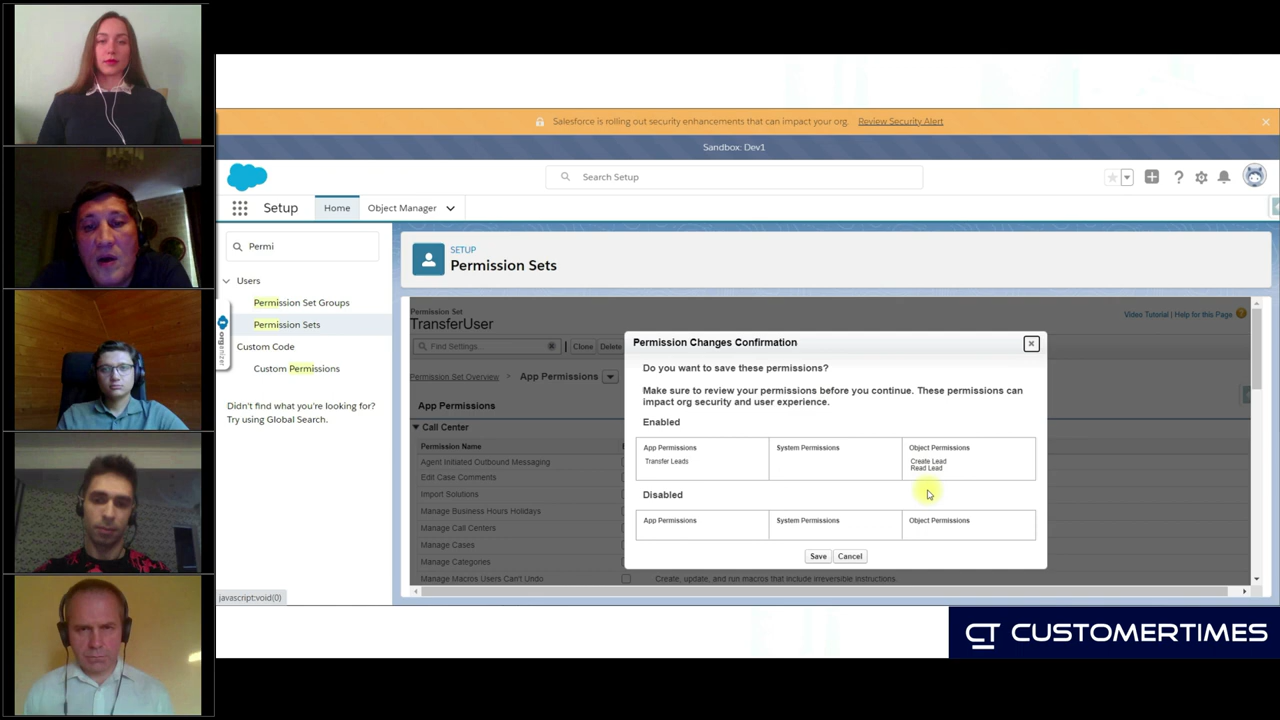 Salesforce is rolling out security enhancements that can impact your org. Review Security Alert
Sandbox: Dev1
Search Setup
Setup
Home
Object Manager
Permi
Users
Permission Set Groups
Permission Sets
Custom Code
Custom Permissions
Didn't find what you're looking for?
Try using Global Search.
organizer
javascript:void(0)
SETUP
Permission Sets
Permission Set
TransferUser
Video Tutorial | Help for this Page
Find Settings...
Clone
Delete
Permission Set Overview > App Permissions
App Permissions
Call Center
Permission Name
Agent Initiated Outbound Messaging
Edit Case Comments
Import Solutions
Manage Business Hours Holidays
Manage Call Centers
Manage Cases
Manage Categories
Manage Macros Users Can't Undo
Create, update, and run macros that include irreversible instructions.
Permission Changes Confirmation
Do you want to save these permissions?
Make sure to review your permissions before you continue. These permissions can
impact org security and user experience.
Enabled
App Permissions
System Permissions
Object Permissions
Transfer Leads
Create Lead
Read Lead
Disabled
App Permissions
System Permissions
Object Permissions
Save
Cancel
CT CUSTOMERTIMES